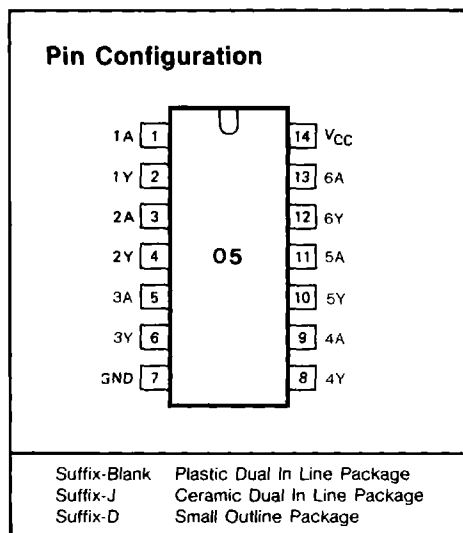 Pin Configuration
1A 1 14 VCC
1Y 2 13 6A
2A 3 12 6Y
2Y 4 05 11 5A
3A 5 10 5Y
3Y 6 9 4A
GND 7 8 4Y
Suffix-Blank Plastic Dual In Line Package
Suffix-J Ceramic Dual In Line Package
Suffix-D Small Outline Package